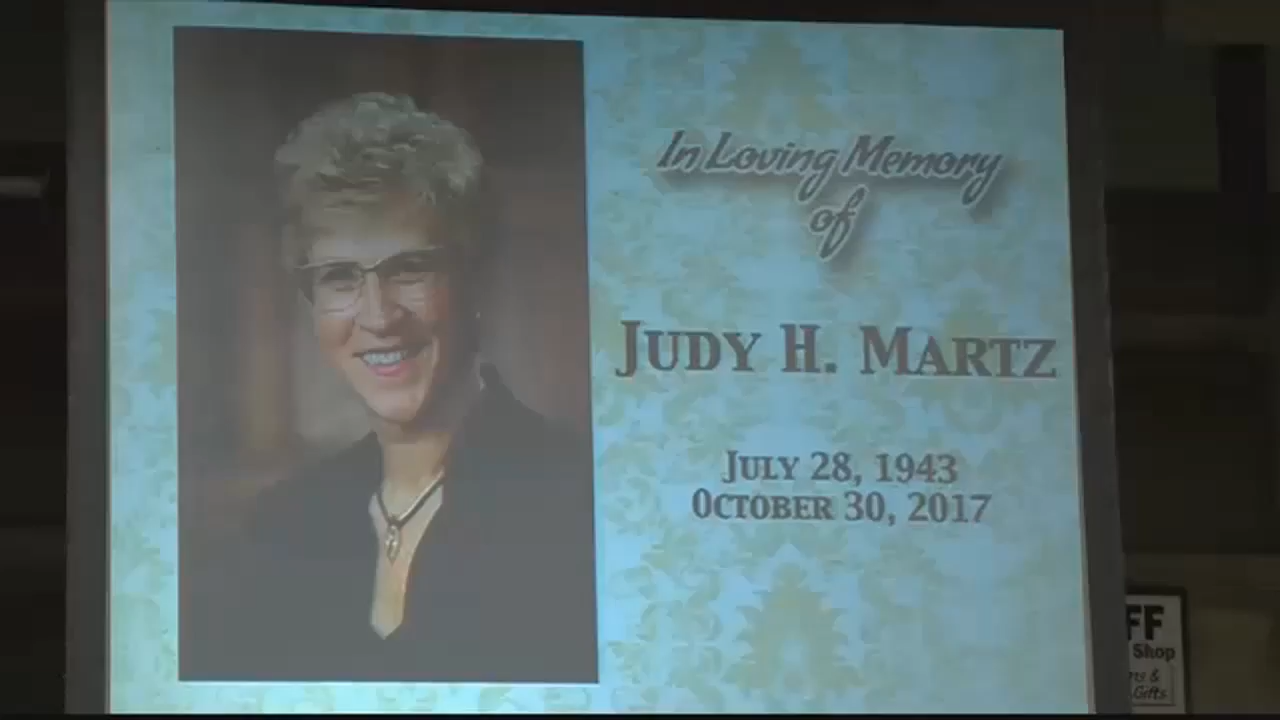 In Loving Memory
of
JUDY H. MARTZ
JULY 28, 1943
OCTOBER 30, 2017
FF
Shop
& 
Gifts